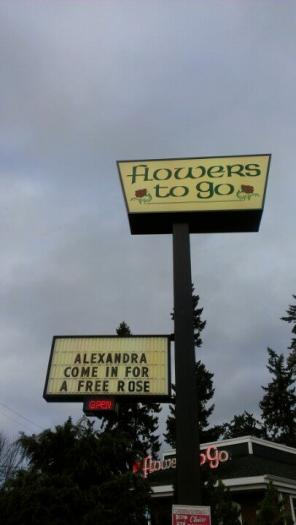 flowers
to go
ALEXANDRA
COME IN FOR
A FREE ROSE
OPEN
flowers to go